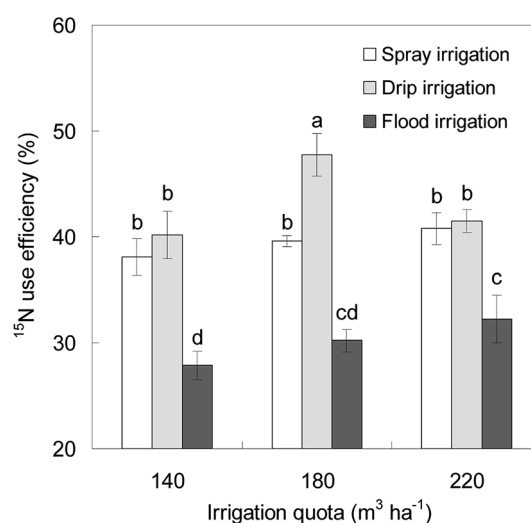 60
50
40
30
20
¹⁵N use efficiency (%)
Spray irrigation
Drip irrigation
Flood irrigation
b
b
d
b
a
cd
b
b
c
140
180
220
Irrigation quota (m³ ha⁻¹)